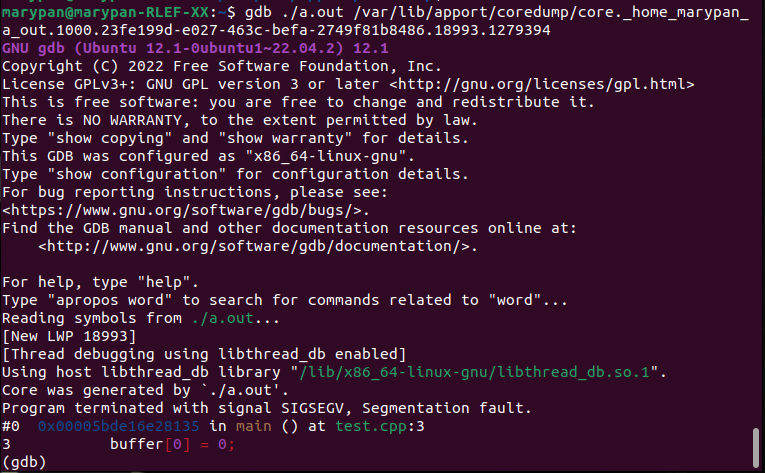 marypan@marypan-RLEF-XX:~$ gdb ./a.out /var/lib/apport/coredump/core._home_marypan_
a_out.1000.23fe199d-e027-463c-befa-2749f81b8486.18993.1279394
GNU gdb (Ubuntu 12.1-0ubuntu1~22.04.2) 12.1
Copyright (C) 2022 Free Software Foundation, Inc.
License GPLv3+: GNU GPL version 3 or later <http://gnu.org/licenses/gpl.html>
This is free software: you are free to change and redistribute it.
There is NO WARRANTY, to the extent permitted by law.
Type "show copying" and "show warranty" for details.
This GDB was configured as "x86_64-linux-gnu".
Type "show configuration" for configuration details.
For bug reporting instructions, please see:
<https://www.gnu.org/software/gdb/bugs/>.
Find the GDB manual and other documentation resources online at:
    <http://www.gnu.org/software/gdb/documentation/>.

For help, type "help".
Type "apropos word" to search for commands related to "word"...
Reading symbols from ./a.out...
[New LWP 18993]
[Thread debugging using libthread_db enabled]
Using host libthread_db library "/lib/x86_64-linux-gnu/libthread_db.so.1".
Core was generated by `./a.out'.
Program terminated with signal SIGSEGV, Segmentation fault.
#0  0x00005bde16e28135 in main () at test.cpp:3
3           buffer[0] = 0;
(gdb)